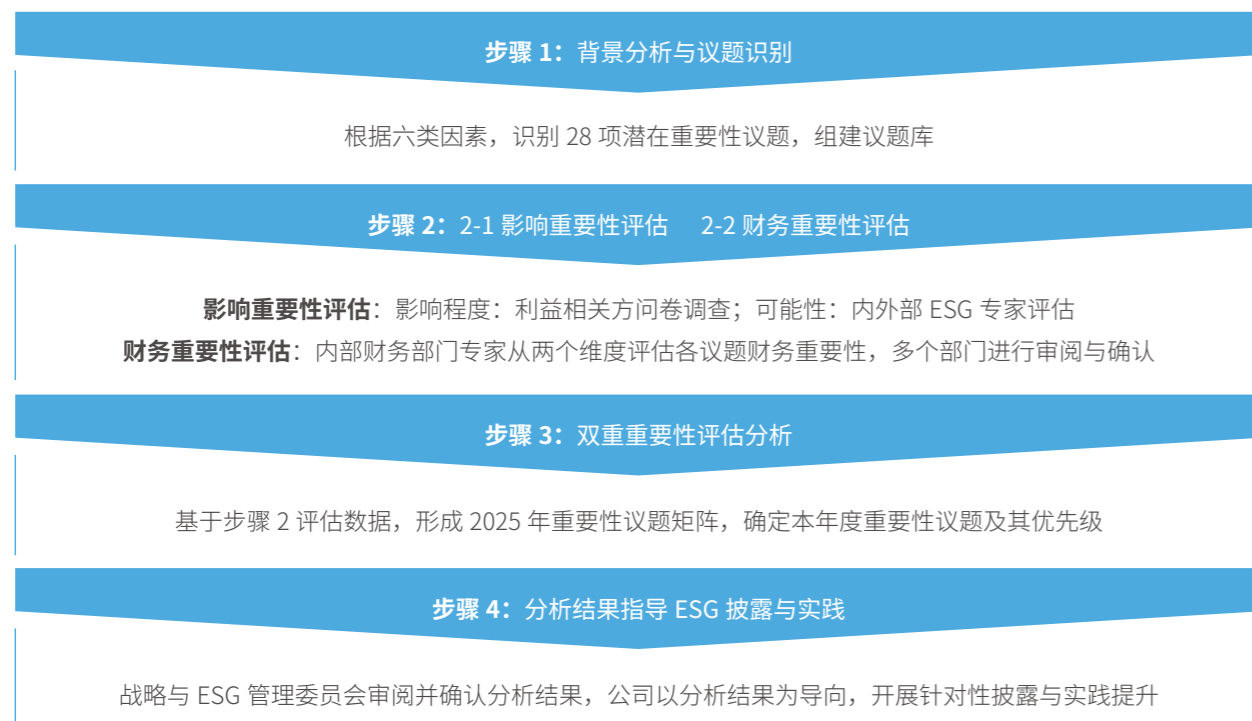 步骤 1：背景分析与议题识别
根据六类因素，识别 28 项潜在重要性议题，组建议题库
步骤 2：2-1 影响重要性评估 2-2 财务重要性评估
影响重要性评估：影响程度：利益相关方问卷调查；可能性：内外部 ESG 专家评估
财务重要性评估：内部财务部门专家从两个维度评估各议题财务重要性，多个部门进行审阅与确认
步骤 3：双重重要性评估分析
基于步骤 2 评估数据，形成 2025 年重要性议题矩阵，确定本年度重要性议题及其优先级
步骤 4：分析结果指导 ESG 披露与实践
战略与 ESG 管理委员会审阅并确认分析结果，公司以分析结果为导向，开展针对性披露与实践提升